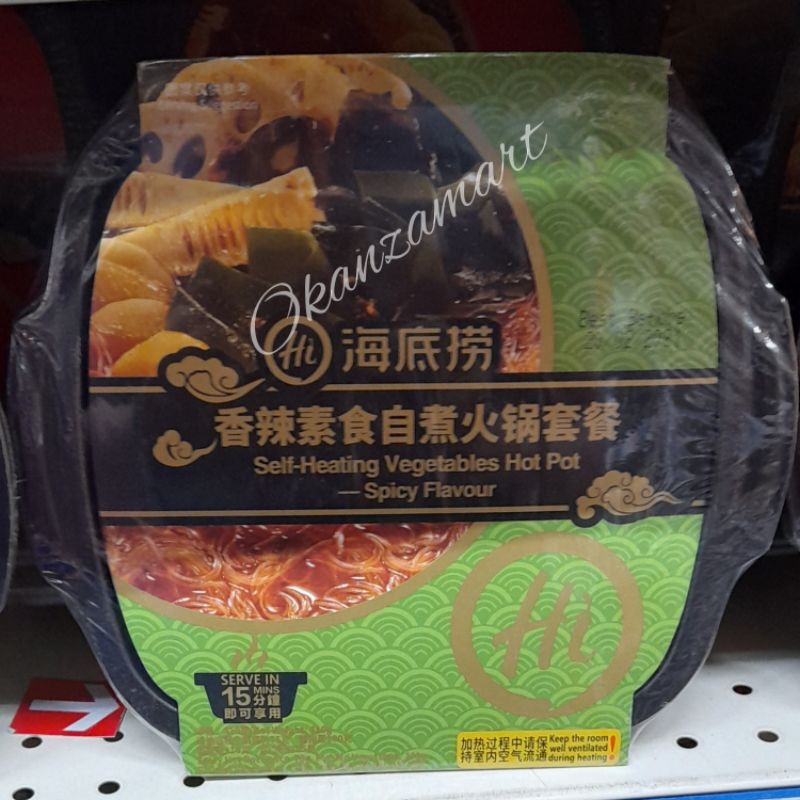 Okanzamart
Hi 海底捞
香辣素食自煮火锅套餐
Self-Heating Vegetables Hot Pot
— Spicy Flavour
Hi
SERVE IN
15 MINS 分鐘
即可享用
加热过程中请保
持室内空气流通
Keep the room
well ventilated
during heating
!